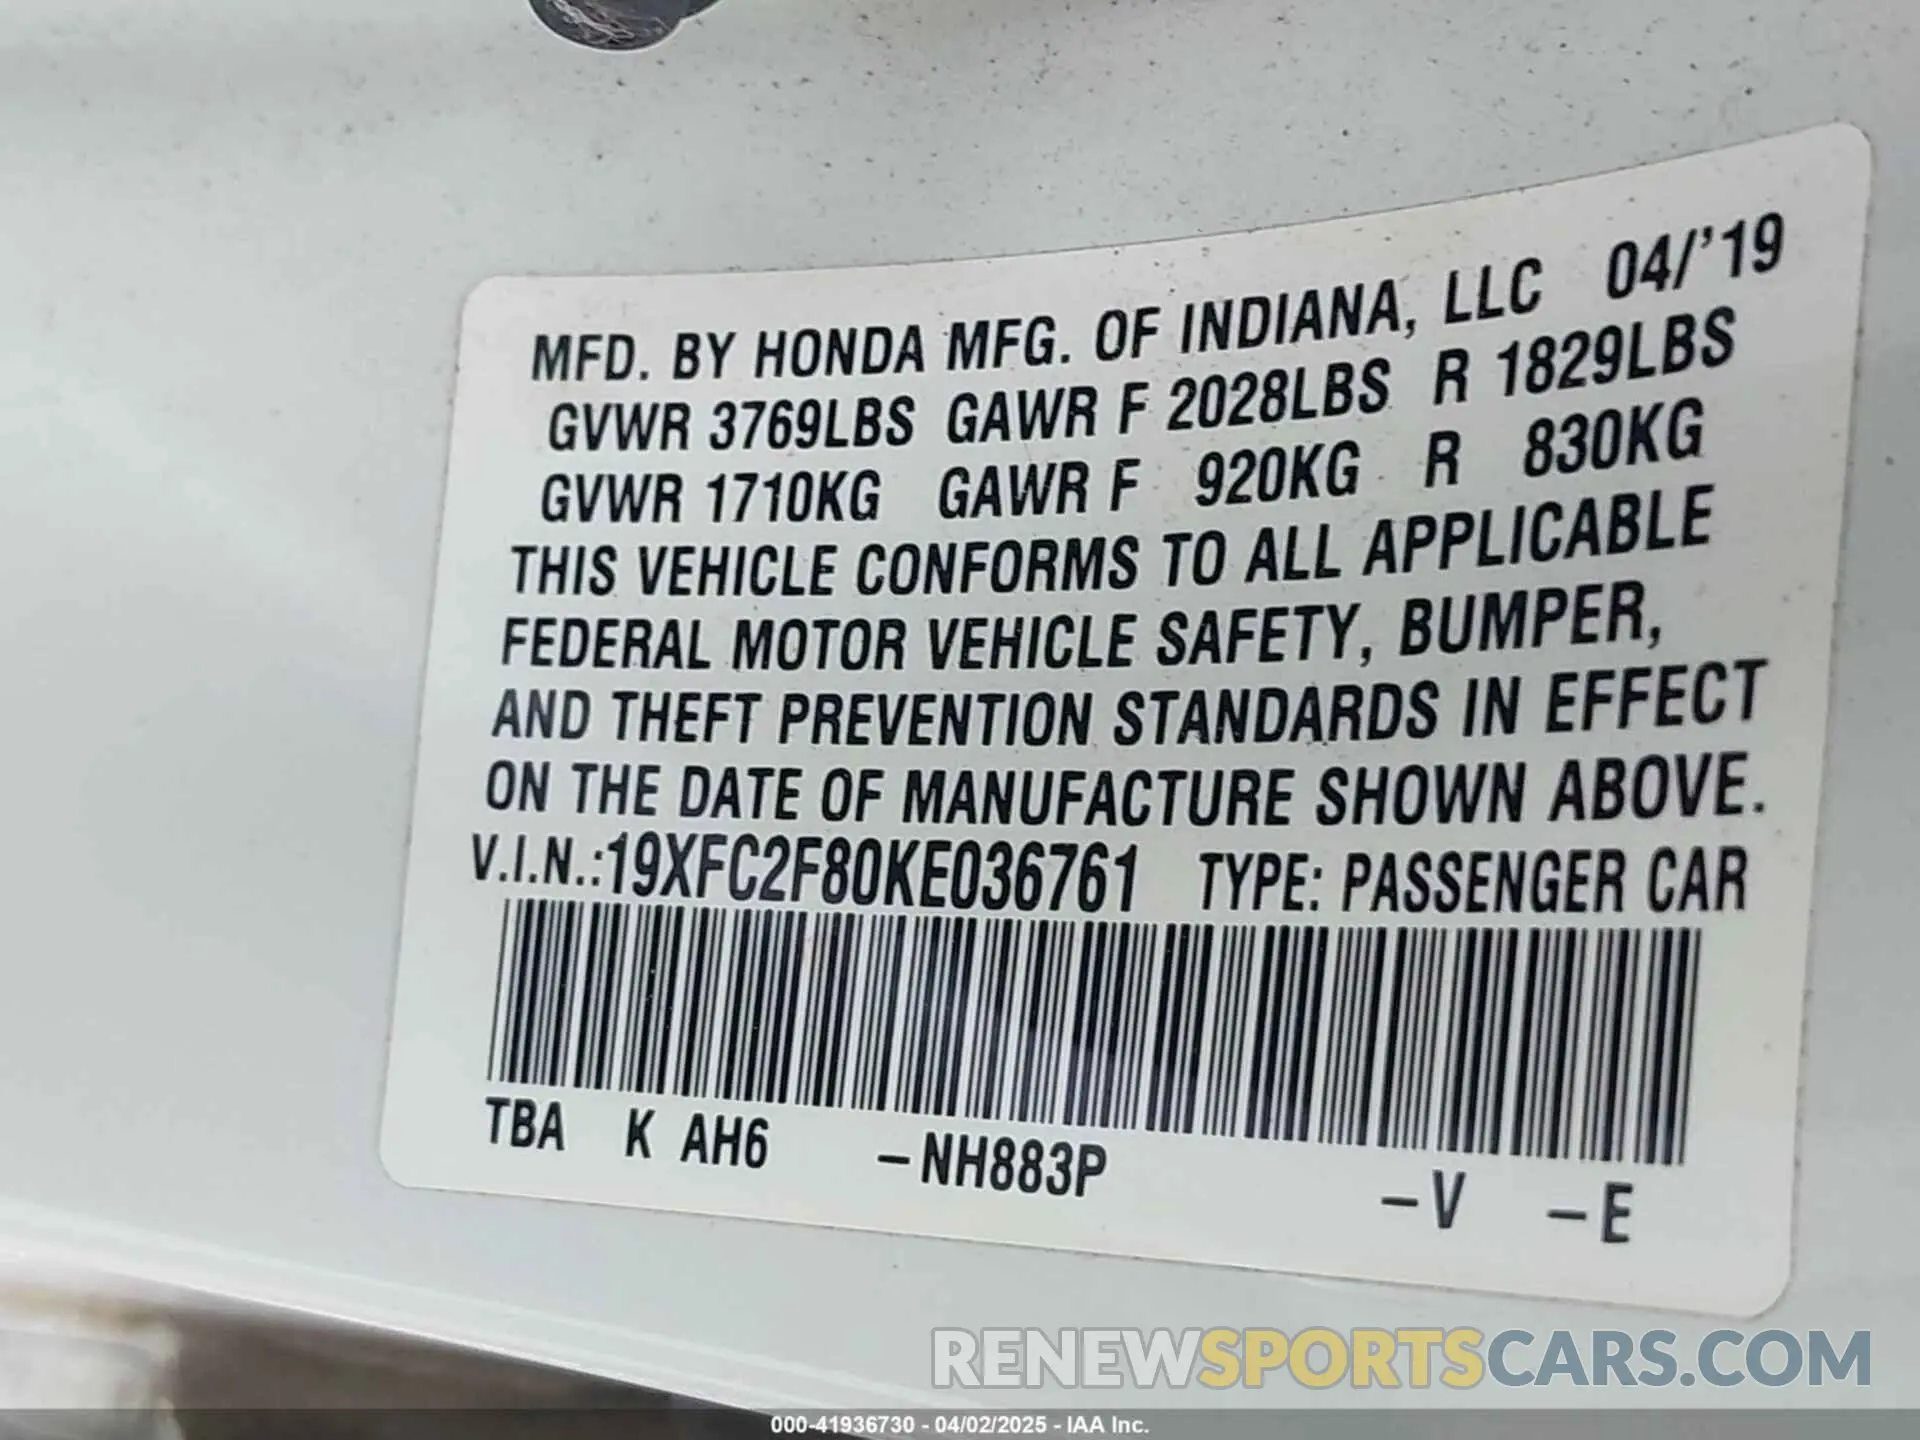 MFD. BY HONDA MFG. OF INDIANA, LLC 04/'19
GVWR 3769LBS GAWR F 2028LBS R 1829LBS
GVWR 1710KG GAWR F 920KG R 830KG
THIS VEHICLE CONFORMS TO ALL APPLICABLE
FEDERAL MOTOR VEHICLE SAFETY, BUMPER,
AND THEFT PREVENTION STANDARDS IN EFFECT
ON THE DATE OF MANUFACTURE SHOWN ABOVE.
V.I.N.:19XFC2F80KE036761 TYPE: PASSENGER CAR
TBA K AH6 –NH883P –V –E
RENEWSPORTSCARS.COM
000-41936730 - 04/02/2025 - IAA Inc.